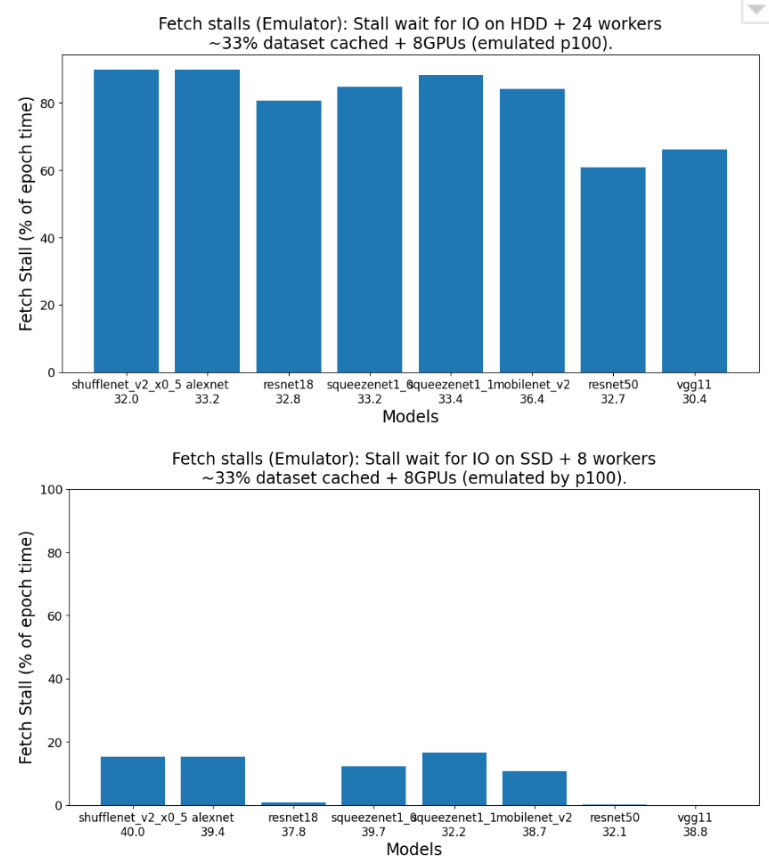 Fetch stalls (Emulator): Stall wait for IO on HDD + 24 workers
~33% dataset cached + 8GPUs (emulated p100).
Fetch Stall (% of epoch time)
80
60
40
20
0
shufflenet_v2_x0_5 alexnet resnet18 squeezenet1_0 squeezenet1_1 mobilenet_v2 resnet50 vgg11
32.0 33.2 32.8 33.2 33.4 36.4 32.7 30.4
Models
Fetch stalls (Emulator): Stall wait for IO on SSD + 8 workers
~33% dataset cached + 8GPUs (emulated by p100).
Fetch Stall (% of epoch time)
100
80
60
40
20
0
shufflenet_v2_x0_5 alexnet resnet18 squeezenet1_0 squeezenet1_1 mobilenet_v2 resnet50 vgg11
40.0 39.4 37.8 39.7 32.2 38.7 32.1 38.8
Models